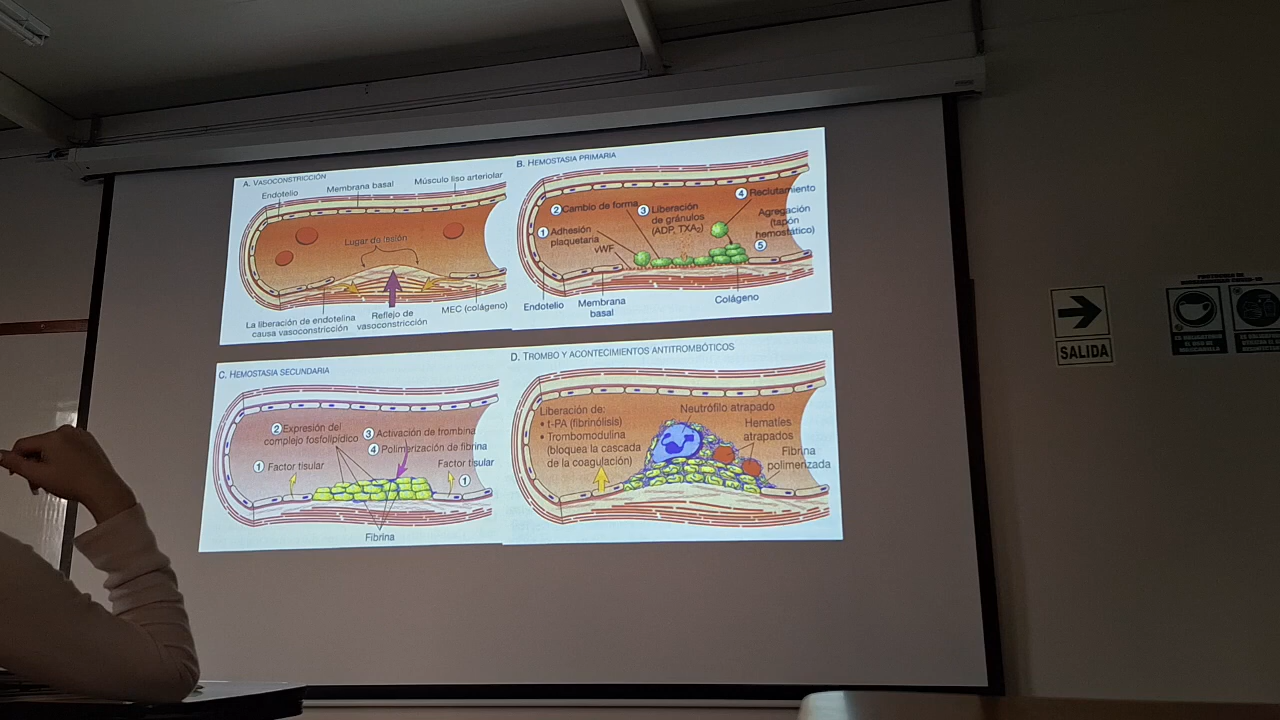 A. VASOCONSTRICCIÓN
Endotelio
Membrana basal
Músculo liso arteriolar
Lugar de lesión
La liberación de endotelina
causa vasoconstricción
Reflejo de
vasoconstricción
MEC (colágeno)
B. HEMOSTASIA PRIMARIA
2 Cambio de forma
3 Liberación
de gránulos
(ADP, TXA₂)
4 Reclutamiento
1 Adhesión
plaquetaria
vWF
Agregación
(tapón
hemostático)
5
Endotelio
Membrana
basal
Colágeno
C. HEMOSTASIA SECUNDARIA
2 Expresión del
complejo fosfolipídico
3 Activación de trombina
4 Polimerización de fibrina
1 Factor tisular
Factor tisular
1
Fibrina
D. TROMBO Y ACONTECIMIENTOS ANTITROMBÓTICOS
Liberación de:
• t-PA (fibrinólisis)
• Trombomodulina
(bloquea la cascada
de la coagulación)
Neutrófilo atrapado
Hematíes
atrapados
Fibrina
polimerizada
SALIDA